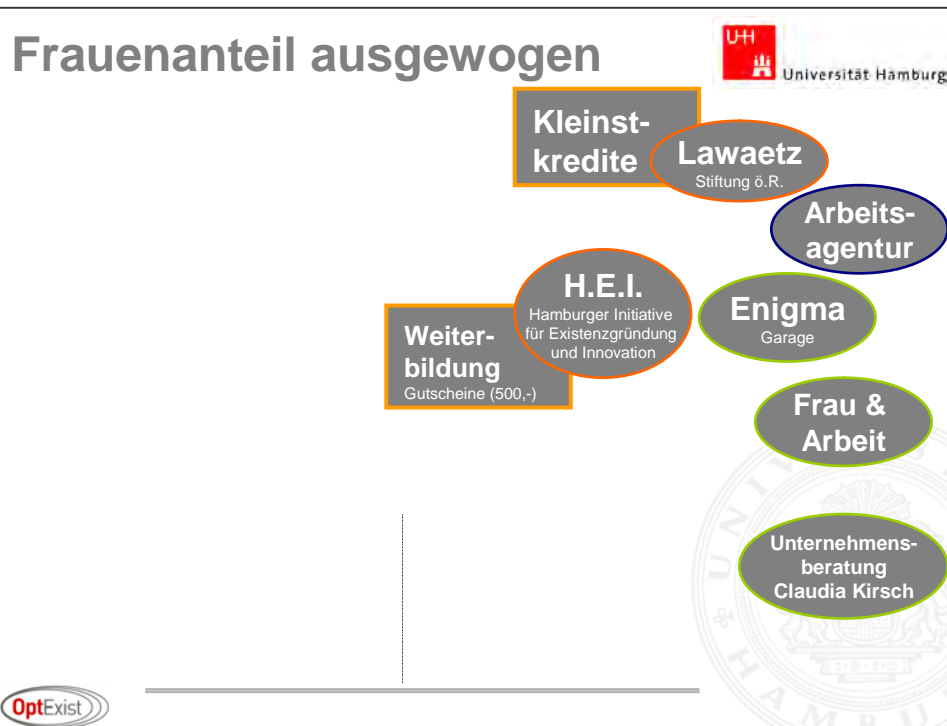 Frauenanteil ausgewogen
UH
Universität Hamburg
Kleinst-
kredite
Lawaetz
Stiftung ö.R.
Arbeits-
agentur
H.E.I.
Hamburger Initiative
für Existenzgründung
und Innovation
Enigma
Garage
Weiter-
bildung
Gutscheine (500,-)
Frau &
Arbeit
Unternehmens-
beratung
Claudia Kirsch
OptExist